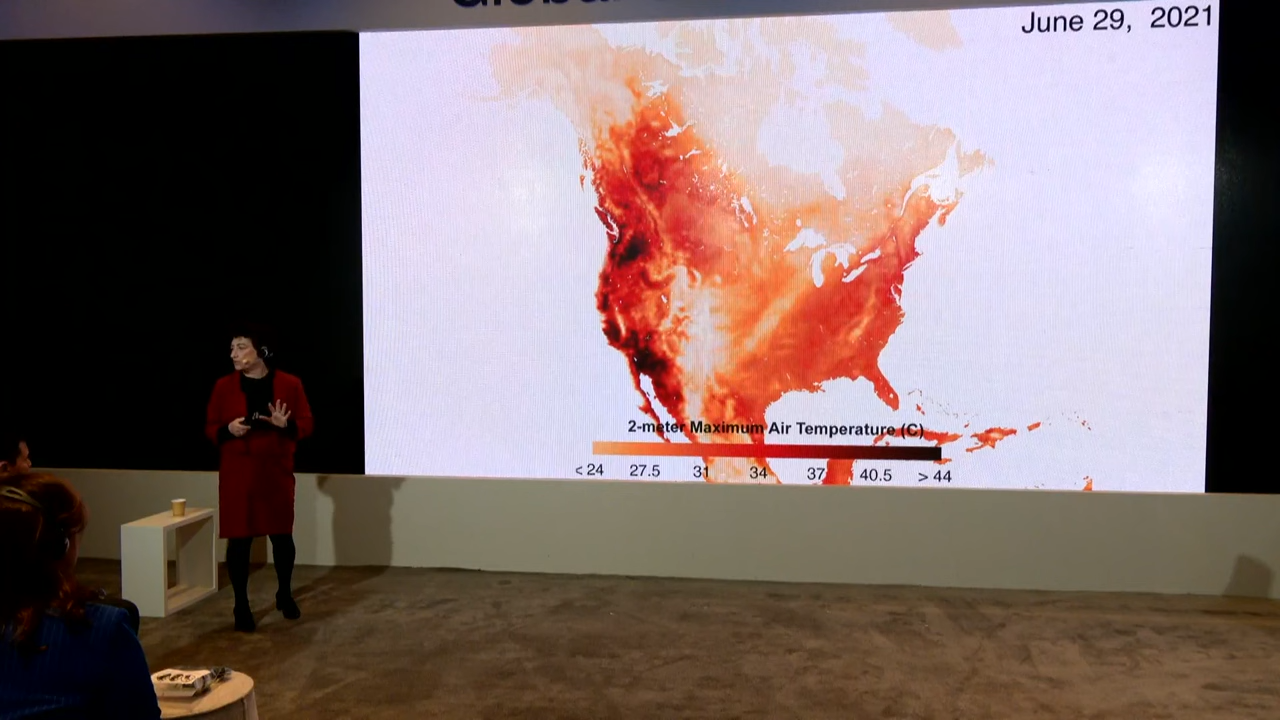 June 29, 2021
2-meter Maximum Air Temperature (C)
< 24 27.5 31 34 37 40.5 > 44